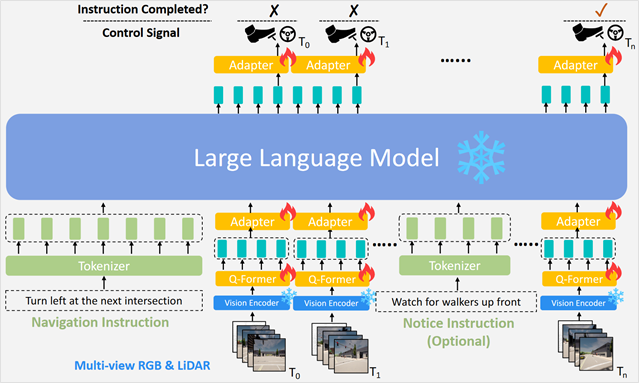 Instruction Completed? ✗ ✗ ✓
Control Signal T0 T1 Tn
Adapter Adapter ...... Adapter
Large Language Model
Adapter Adapter Adapter
Tokenizer Q-Former Q-Former Tokenizer Q-Former
Turn left at the next intersection Vision Encoder Vision Encoder Watch for walkers up front Vision Encoder
Navigation Instruction Notice Instruction
(Optional)
Multi-view RGB & LiDAR T0 T1 Tn